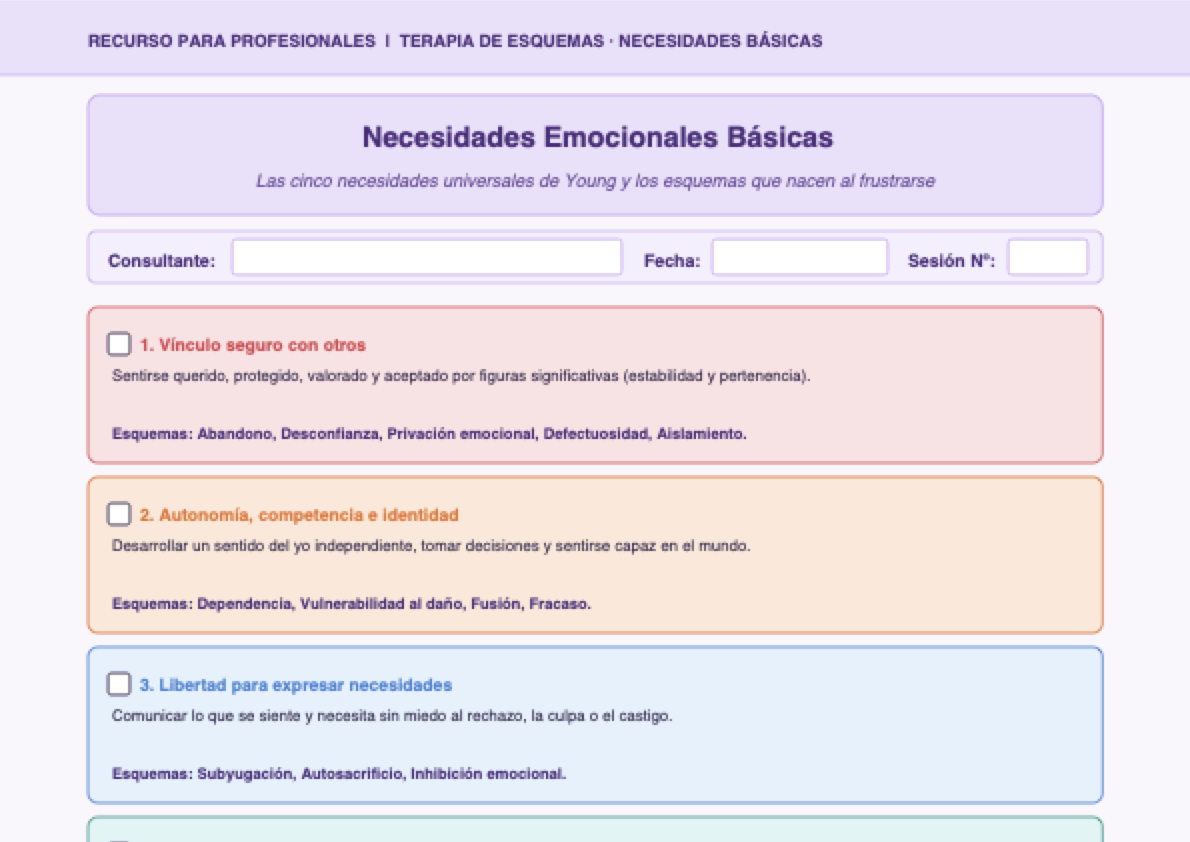 RECURSO PARA PROFESIONALES | TERAPIA DE ESQUEMAS · NECESIDADES BÁSICAS
Necesidades Emocionales Básicas
Las cinco necesidades universales de Young y los esquemas que nacen al frustrarse
Consultante: Fecha: Sesión Nº:
1. Vínculo seguro con otros
Sentirse querido, protegido, valorado y aceptado por figuras significativas (estabilidad y pertenencia).
Esquemas: Abandono, Desconfianza, Privación emocional, Defectuosidad, Aislamiento.
2. Autonomía, competencia e identidad
Desarrollar un sentido del yo independiente, tomar decisiones y sentirse capaz en el mundo.
Esquemas: Dependencia, Vulnerabilidad al daño, Fusión, Fracaso.
3. Libertad para expresar necesidades
Comunicar lo que se siente y necesita sin miedo al rechazo, la culpa o el castigo.
Esquemas: Subyugación, Autosacrificio, Inhibición emocional.